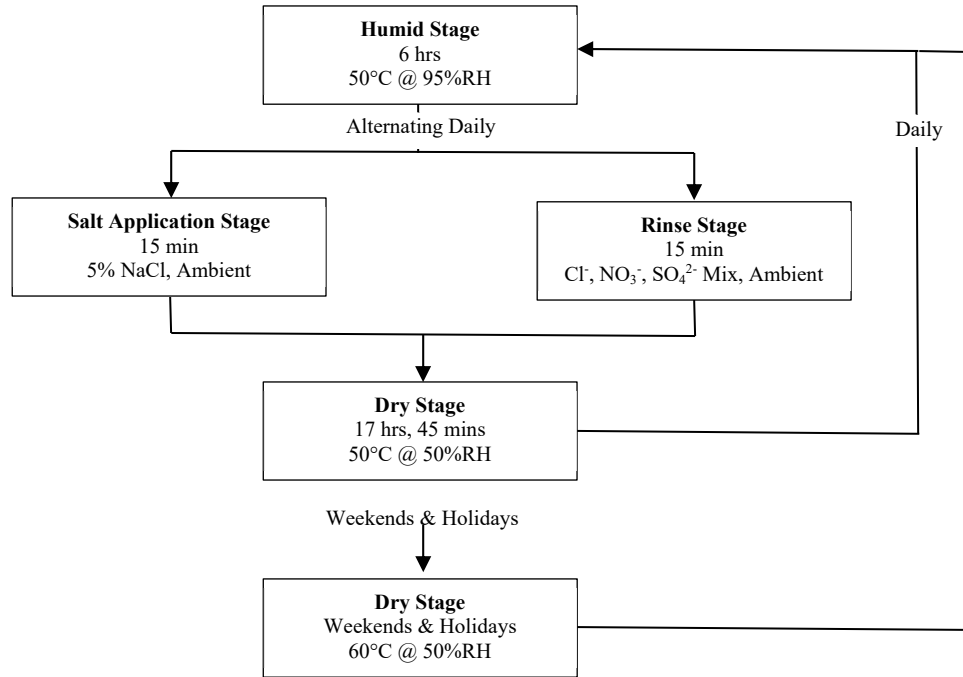 Humid Stage
6 hrs
50°C @ 95%RH
Alternating Daily
Daily
Salt Application Stage
15 min
5% NaCl, Ambient
Rinse Stage
15 min
Cl⁻, NO₃⁻, SO₄²⁻ Mix, Ambient
Dry Stage
17 hrs, 45 mins
50°C @ 50%RH
Weekends & Holidays
Dry Stage
Weekends & Holidays
60°C @ 50%RH